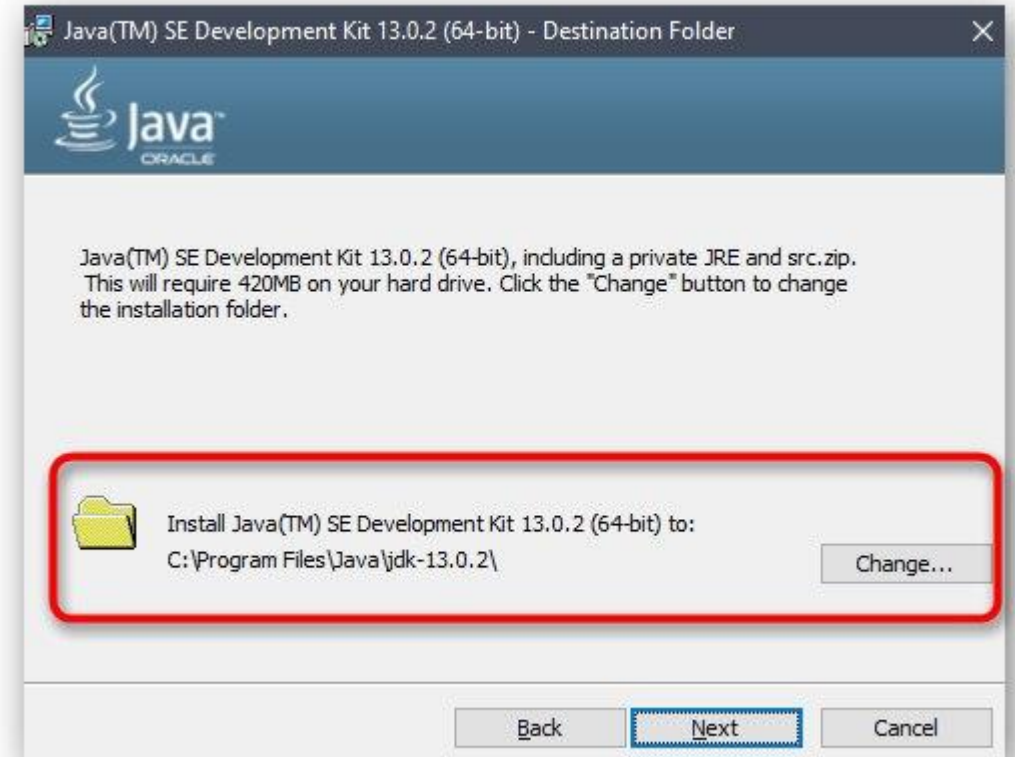 Java(TM) SE Development Kit 13.0.2 (64-bit) - Destination Folder
Java™
ORACLE
Java(TM) SE Development Kit 13.0.2 (64-bit), including a private JRE and src.zip.
This will require 420MB on your hard drive. Click the "Change" button to change
the installation folder.
Install Java(TM) SE Development Kit 13.0.2 (64-bit) to:
C:\Program Files\Java\jdk-13.0.2\
Change...
Back Next Cancel